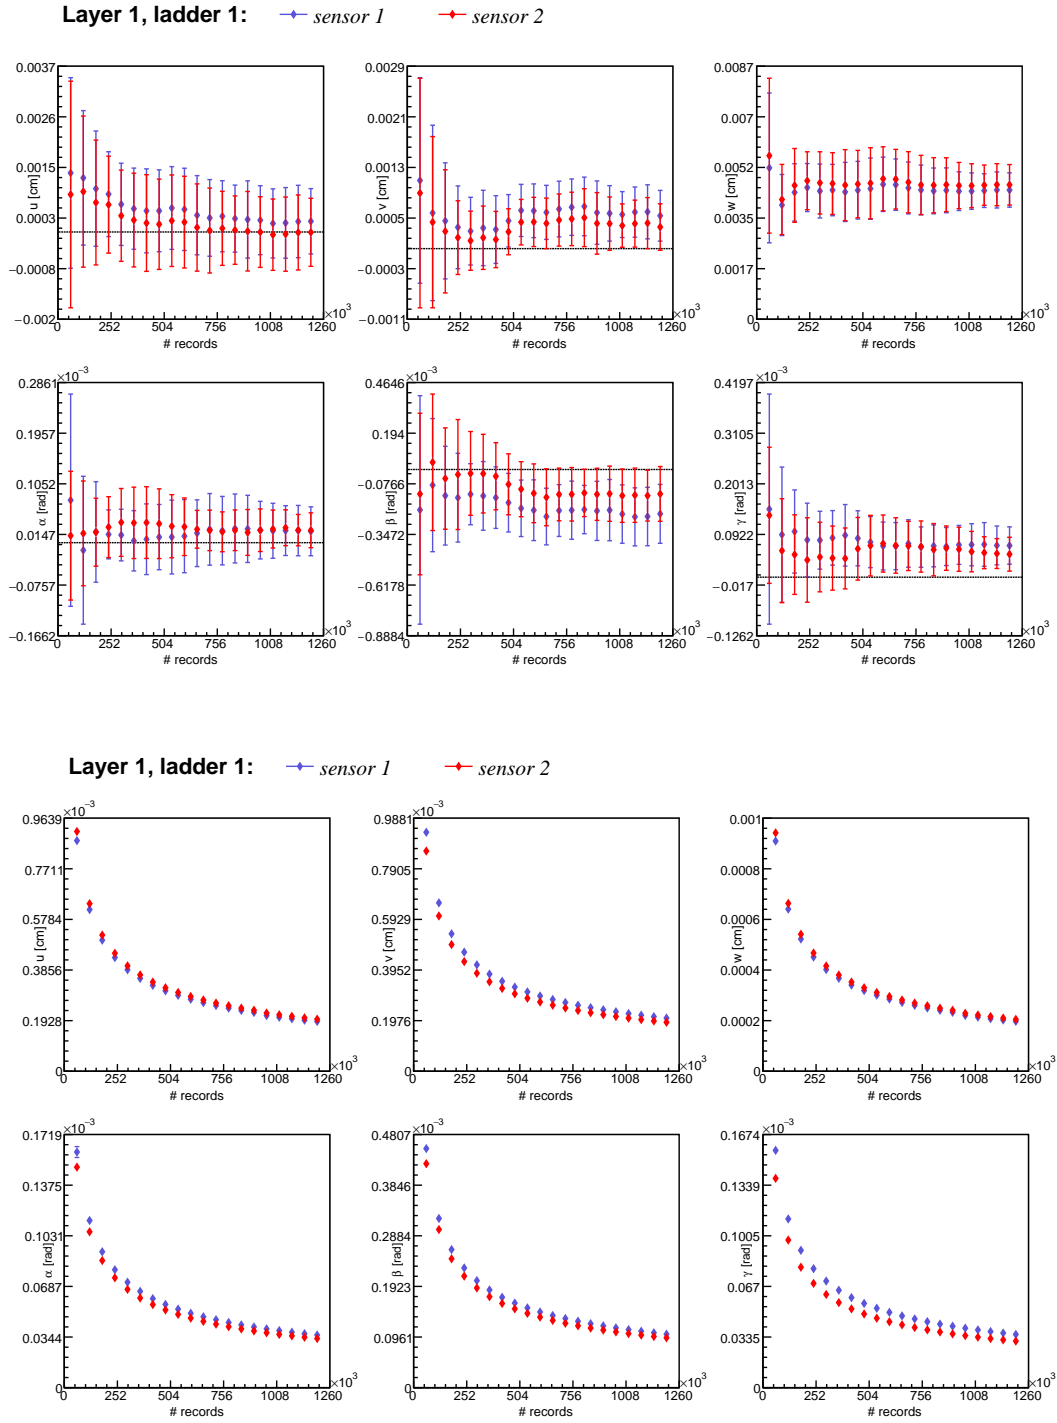 Layer 1, ladder 1: sensor 1 sensor 2
0.0037 0.0029 0.0087
0.0026 0.0021 0.007
0.0015 0.0013 0.0052
0.0003 0.0005 0.0035
−0.0008 −0.0003 0.0017
−0.002 −0.0011 0
u [cm] v [cm] w [cm]
0 252 504 756 1008 1260 ×10³ 0 252 504 756 1008 1260 ×10³ 0 252 504 756 1008 1260 ×10³
# records # records # records
×10⁻³ ×10⁻³ ×10⁻³
0.2861 0.4646 0.4197
0.1957 0.194 0.3105
0.1052 −0.0766 0.2013
0.0147 −0.3472 0.0922
−0.0757 −0.6178 −0.017
−0.1662 −0.8884 −0.1262
α [rad] β [rad] γ [rad]
0 252 504 756 1008 1260 ×10³ 0 252 504 756 1008 1260 ×10³ 0 252 504 756 1008 1260 ×10³
# records # records # records
Layer 1, ladder 1: sensor 1 sensor 2
×10⁻³ ×10⁻³
0.9639 0.9881 0.001
0.7711 0.7905 0.0008
0.5784 0.5929 0.0006
0.3856 0.3952 0.0004
0.1928 0.1976 0.0002
0 0 0
u [cm] v [cm] w [cm]
0 252 504 756 1008 1260 ×10³ 0 252 504 756 1008 1260 ×10³ 0 252 504 756 1008 1260 ×10³
# records # records # records
×10⁻³ ×10⁻³ ×10⁻³
0.1719 0.4807 0.1674
0.1375 0.3846 0.1339
0.1031 0.2884 0.1005
0.0687 0.1923 0.067
0.0344 0.0961 0.0335
0 0 0
α [rad] β [rad] γ [rad]
0 252 504 756 1008 1260 ×10³ 0 252 504 756 1008 1260 ×10³ 0 252 504 756 1008 1260 ×10³
# records # records # records